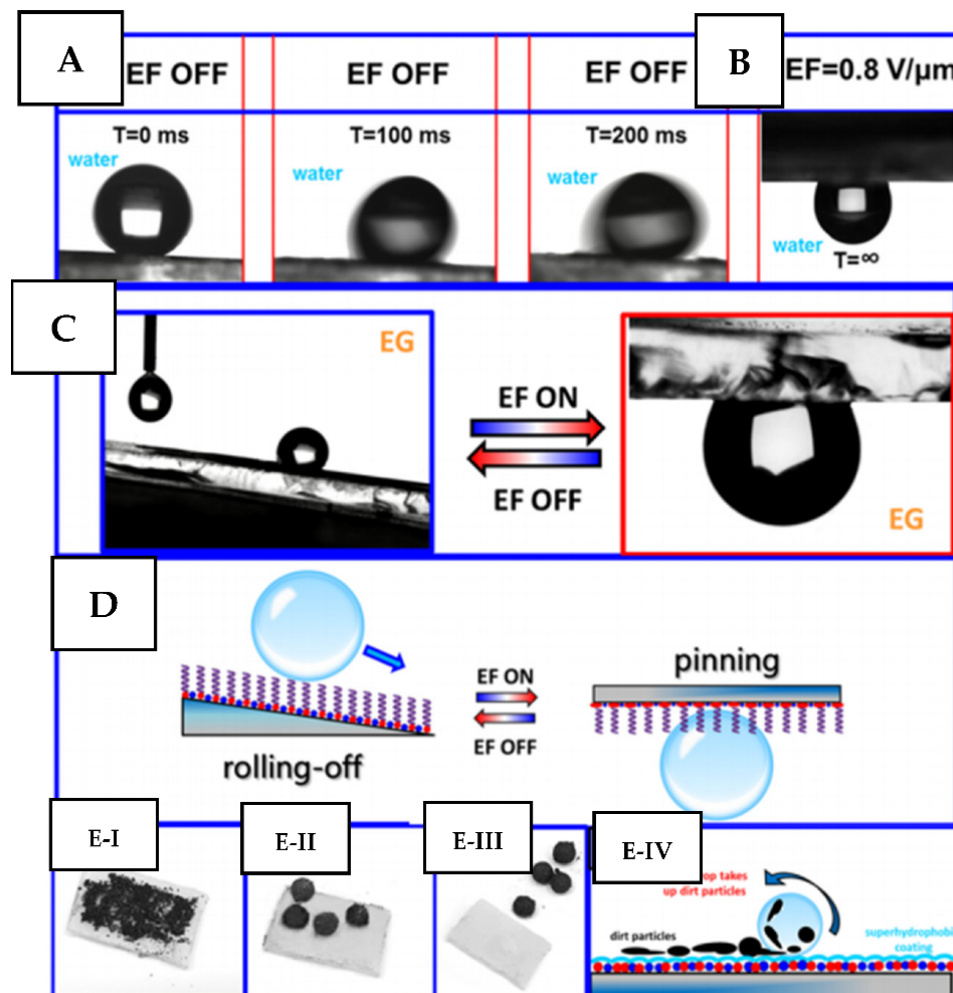 A
EF OFF
EF OFF
EF OFF
B
EF=0.8 V/μm
T=0 ms
water
T=100 ms
water
T=200 ms
water
water
T=∞
C
EG
EF ON
EF OFF
EG
D
rolling-off
EF ON
EF OFF
pinning
E-I
E-II
E-III
E-IV
takes
up dirt particles
dirt particles
coating